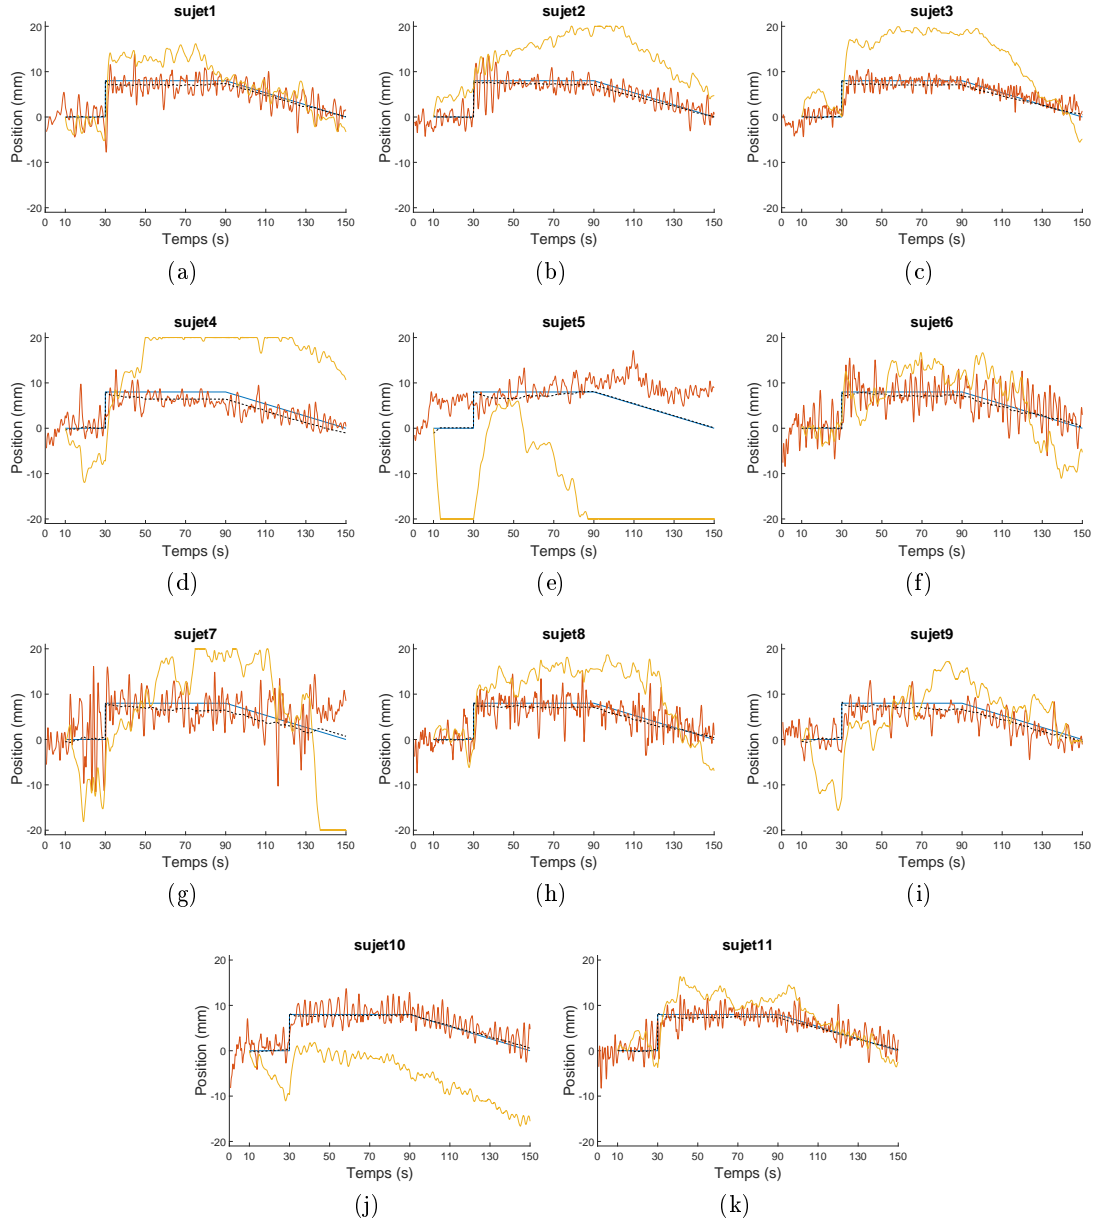 sujet1 sujet2 sujet3
20 20 20
10 10 10
0 0 0
-10 -10 -10
-20 -20 -20
Position (mm) Position (mm) Position (mm)
0 10 30 50 70 90 110 130 150 0 10 30 50 70 90 110 130 150 0 10 30 50 70 90 110 130 150
Temps (s) Temps (s) Temps (s)
(a) (b) (c)
sujet4 sujet5 sujet6
20 20 20
10 10 10
0 0 0
-10 -10 -10
-20 -20 -20
Position (mm) Position (mm) Position (mm)
0 10 30 50 70 90 110 130 150 0 10 30 50 70 90 110 130 150 0 10 30 50 70 90 110 130 150
Temps (s) Temps (s) Temps (s)
(d) (e) (f)
sujet7 sujet8 sujet9
20 20 20
10 10 10
0 0 0
-10 -10 -10
-20 -20 -20
Position (mm) Position (mm) Position (mm)
0 10 30 50 70 90 110 130 150 0 10 30 50 70 90 110 130 150 0 10 30 50 70 90 110 130 150
Temps (s) Temps (s) Temps (s)
(g) (h) (i)
sujet10 sujet11
20 20
10 10
0 0
-10 -10
-20 -20
Position (mm) Position (mm)
0 10 30 50 70 90 110 130 150 0 10 30 50 70 90 110 130 150
Temps (s) Temps (s)
(j) (k)